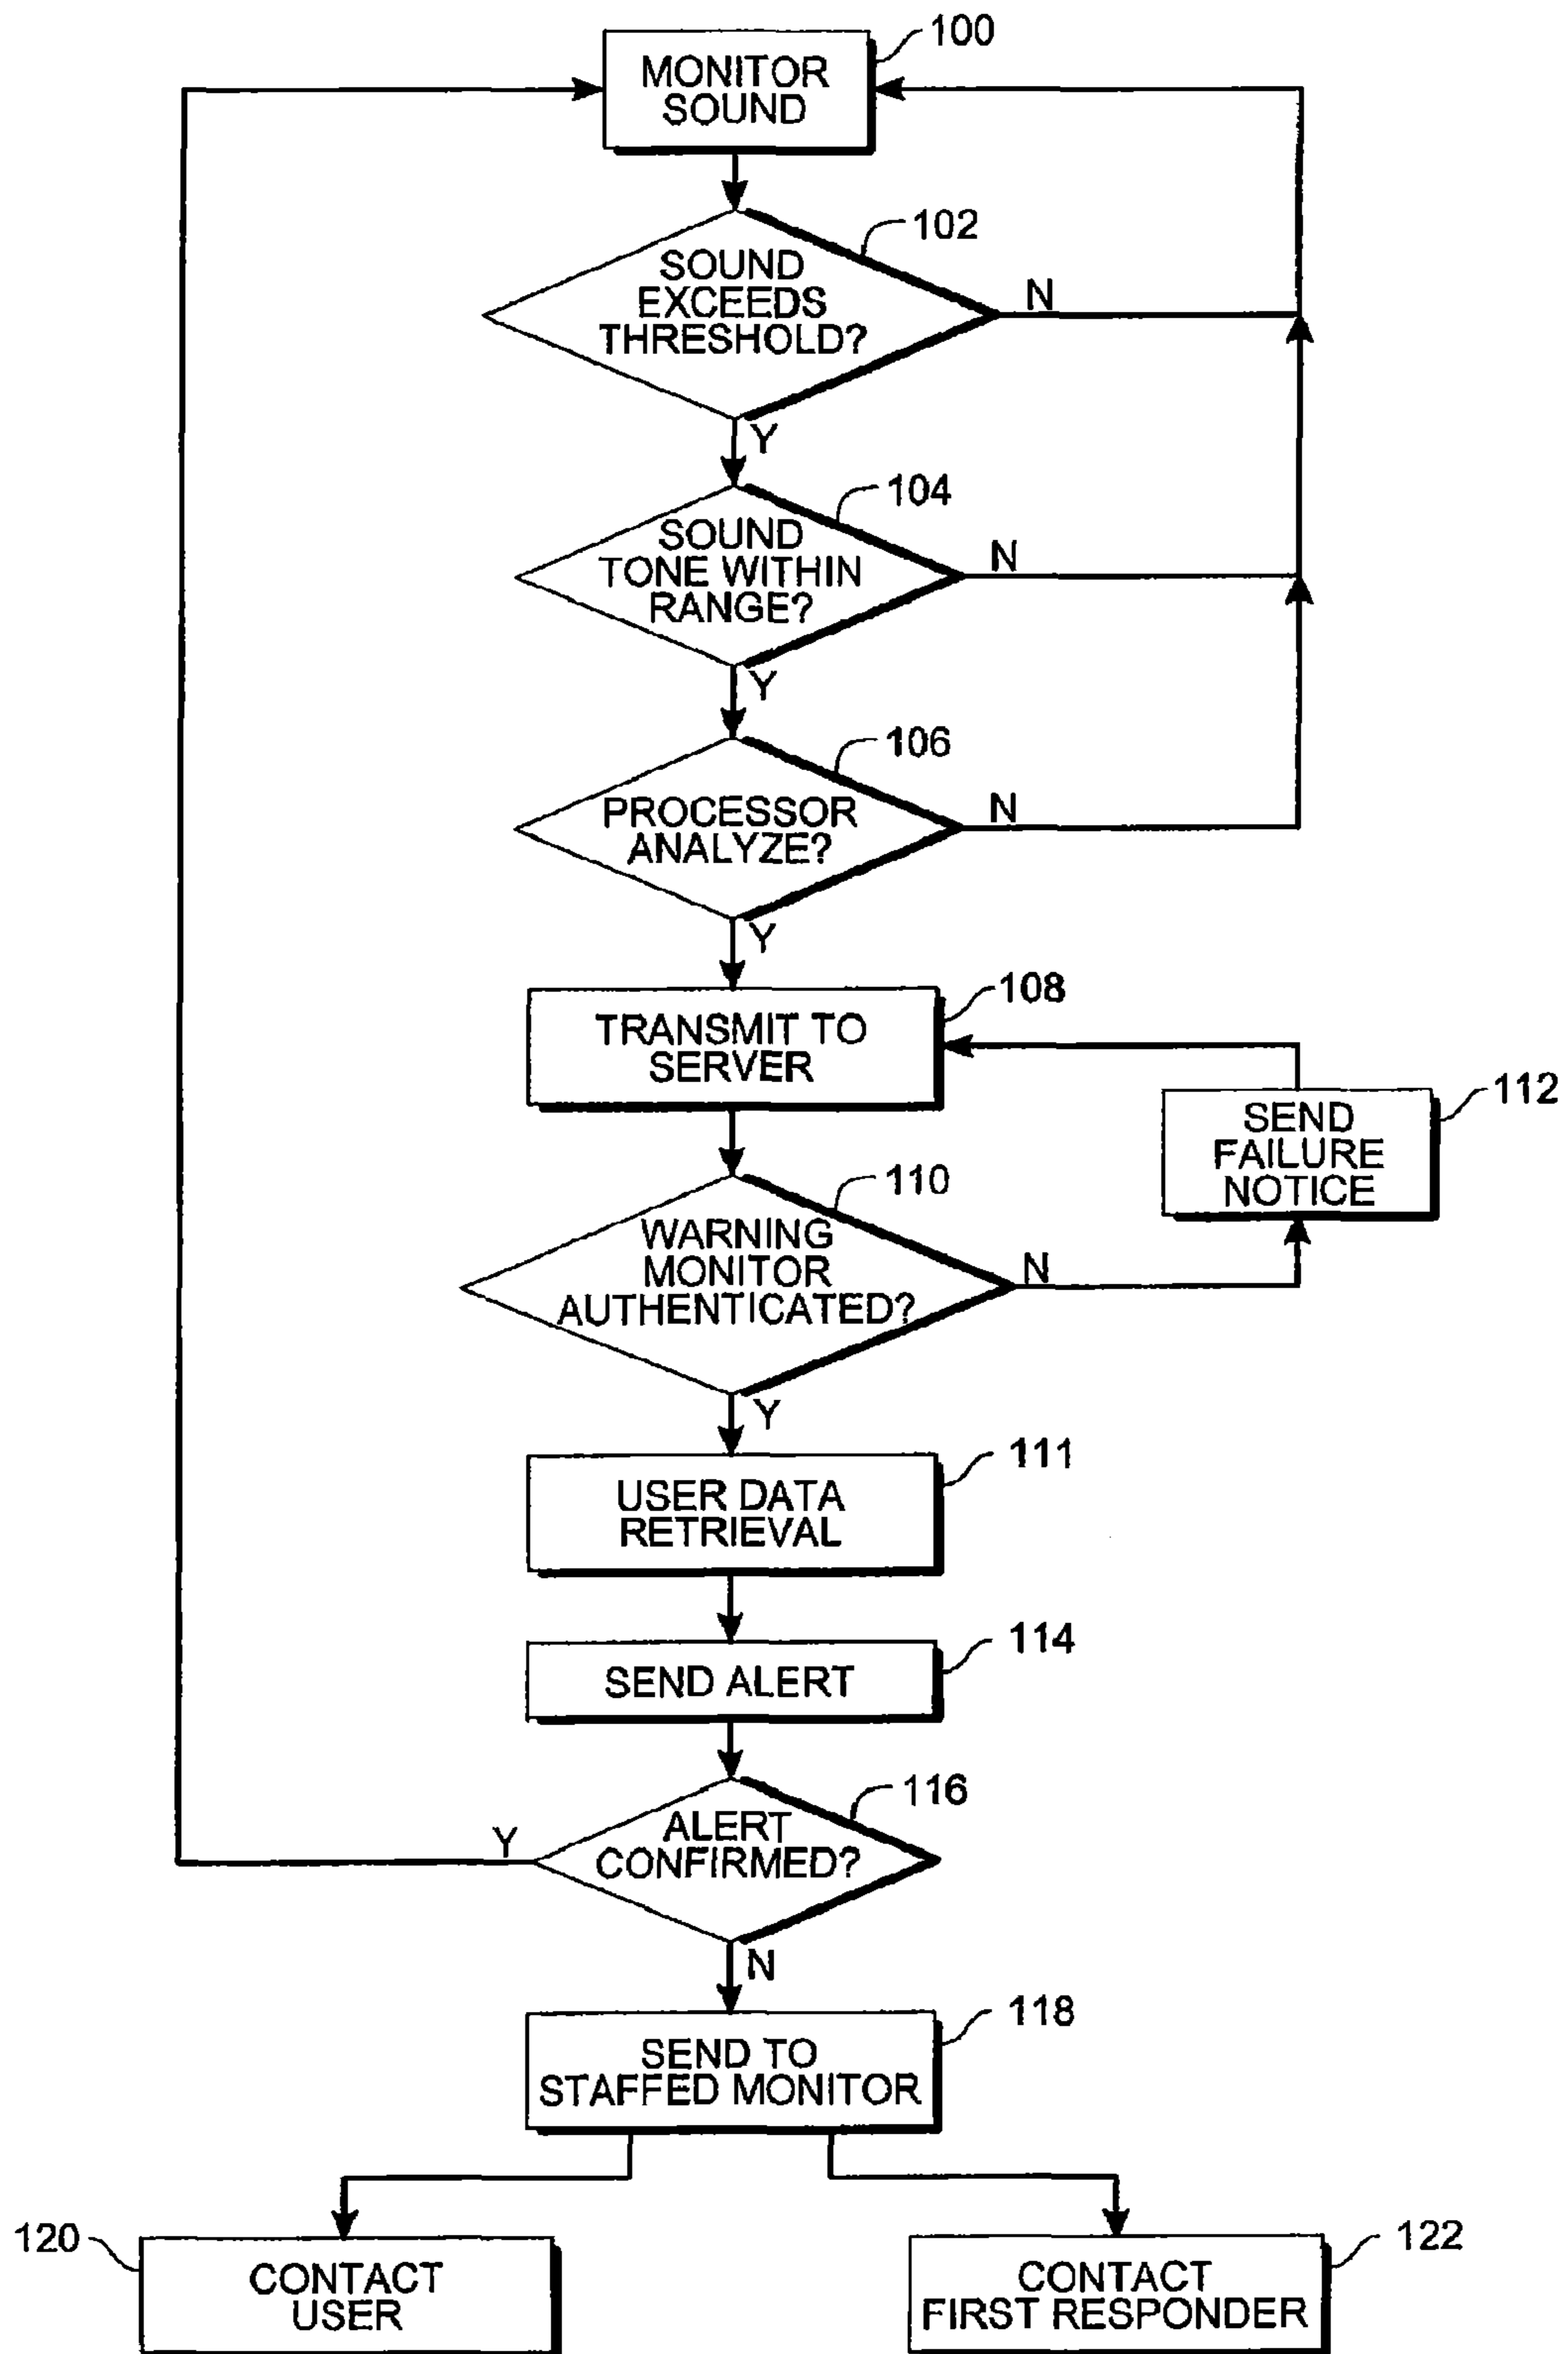 100
MONITOR
SOUND
102
SOUND
EXCEEDS
THRESHOLD?
N
Y
104
SOUND
TONE WITHIN
RANGE?
N
Y
106
PROCESSOR
ANALYZE?
N
Y
108
TRANSMIT TO
SERVER
112
SEND
FAILURE
NOTICE
110
WARNING
MONITOR
AUTHENTICATED?
N
Y
111
USER DATA
RETRIEVAL
114
SEND ALERT
116
ALERT
CONFIRMED?
Y
N
118
SEND TO
STAFFED MONITOR
120
CONTACT
USER
122
CONTACT
FIRST RESPONDER